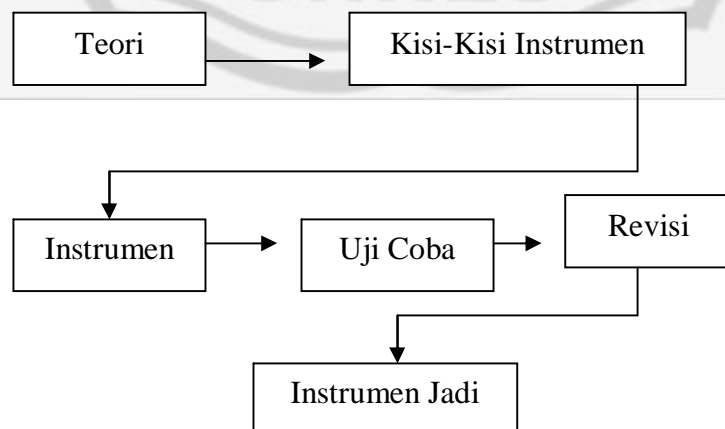 Teori
Kisi-Kisi Instrumen
Instrumen
Uji Coba
Revisi
Instrumen Jadi